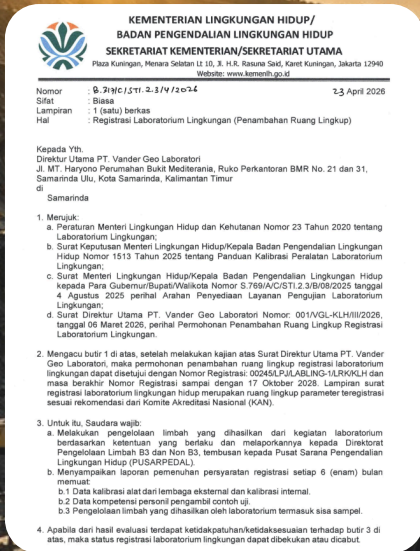 KEMENTERIAN LINGKUNGAN HIDUP/
BADAN PENGENDALIAN LINGKUNGAN HIDUP
SEKRETARIAT KEMENTERIAN/SEKRETARIAT UTAMA
Plaza Kuningan, Menara Selatan Lt 10, Jl. H.R. Rasuna Said, Karet Kuningan, Jakarta 12940
Website: www.kemenlh.go.id
Nomor : B.317/C/STI.2.3/4/2026 23 April 2026
Sifat : Biasa
Lampiran : 1 (satu) berkas
Hal : Registrasi Laboratorium Lingkungan (Penambahan Ruang Lingkup)
Kepada Yth.
Direktur Utama PT. Vander Geo Laboratori
Jl. MT. Haryono Perumahan Bukit Mediterania, Ruko Perkantoran BMR No. 21 dan 31,
Samarinda Ulu, Kota Samarinda, Kalimantan Timur
di
Samarinda
1. Merujuk:
a. Peraturan Menteri Lingkungan Hidup dan Kehutanan Nomor 23 Tahun 2020 tentang
Laboratorium Lingkungan;
b. Surat Keputusan Menteri Lingkungan Hidup/Kepala Badan Pengendalian Lingkungan
Hidup Nomor 1513 Tahun 2025 tentang Panduan Kalibrasi Peralatan Laboratorium
Lingkungan;
c. Surat Menteri Lingkungan Hidup/Kepala Badan Pengendalian Lingkungan Hidup
kepada Para Gubernur/Bupati/Walikota Nomor S.769/A/C/STI.2.3/B/08/2025 tanggal
4 Agustus 2025 perihal Arahan Penyediaan Layanan Pengujian Laboratorium
Lingkungan;
d. Surat Direktur Utama PT. Vander Geo Laboratori Nomor: 001/VGL-KLH/III/2026,
tanggal 06 Maret 2026, perihal Permohonan Penambahan Ruang Lingkup Registrasi
Laboratorium Lingkungan.
2. Mengacu butir 1 di atas, setelah melakukan kajian atas Surat Direktur Utama PT. Vander
Geo Laboratori, maka permohonan penambahan ruang lingkup registrasi laboratorium
lingkungan dapat disetujui dengan Nomor Registrasi: 00245/LPJ/LABLING-1/LRK/KLH dan
masa berakhir Nomor Registrasi sampai dengan 17 Oktober 2028. Lampiran surat
registrasi laboratorium lingkungan hidup merupakan ruang lingkup parameter teregistrasi
sesuai rekomendasi dari Komite Akreditasi Nasional (KAN).
3. Untuk itu, Saudara wajib:
a. Melakukan pengelolaan limbah yang dihasilkan dari kegiatan laboratorium
berdasarkan ketentuan yang berlaku dan melaporkannya kepada Direktorat
Pengelolaan Limbah B3 dan Non B3, tembusan kepada Pusat Sarana Pengendalian
Lingkungan Hidup (PUSARPEDAL).
b. Menyampaikan laporan pemenuhan persyaratan registrasi setiap 6 (enam) bulan
memuat:
b.1 Data kalibrasi alat dari lembaga eksternal dan kalibrasi internal.
b.2 Data kompetensi personil pengambil contoh uji.
b.3 Pengelolaan limbah yang dihasilkan oleh laboratorium termasuk sisa sampel.
4. Apabila dari hasil evaluasi terdapat ketidakpatuhan/ketidaksesuaian terhadap butir 3 di
atas, maka status registrasi laboratorium lingkungan dapat dibekukan atau dicabut.